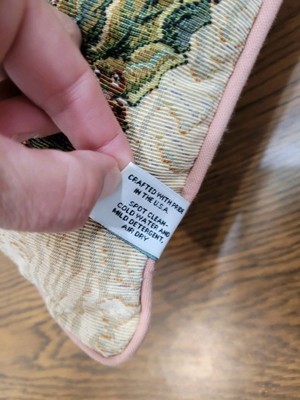 CRAFTED WITH PRIDE
IN THE U.S.A.
SPOT CLEAN-
COLD WATER AND
MILD DETERGENT,
AIR DRY